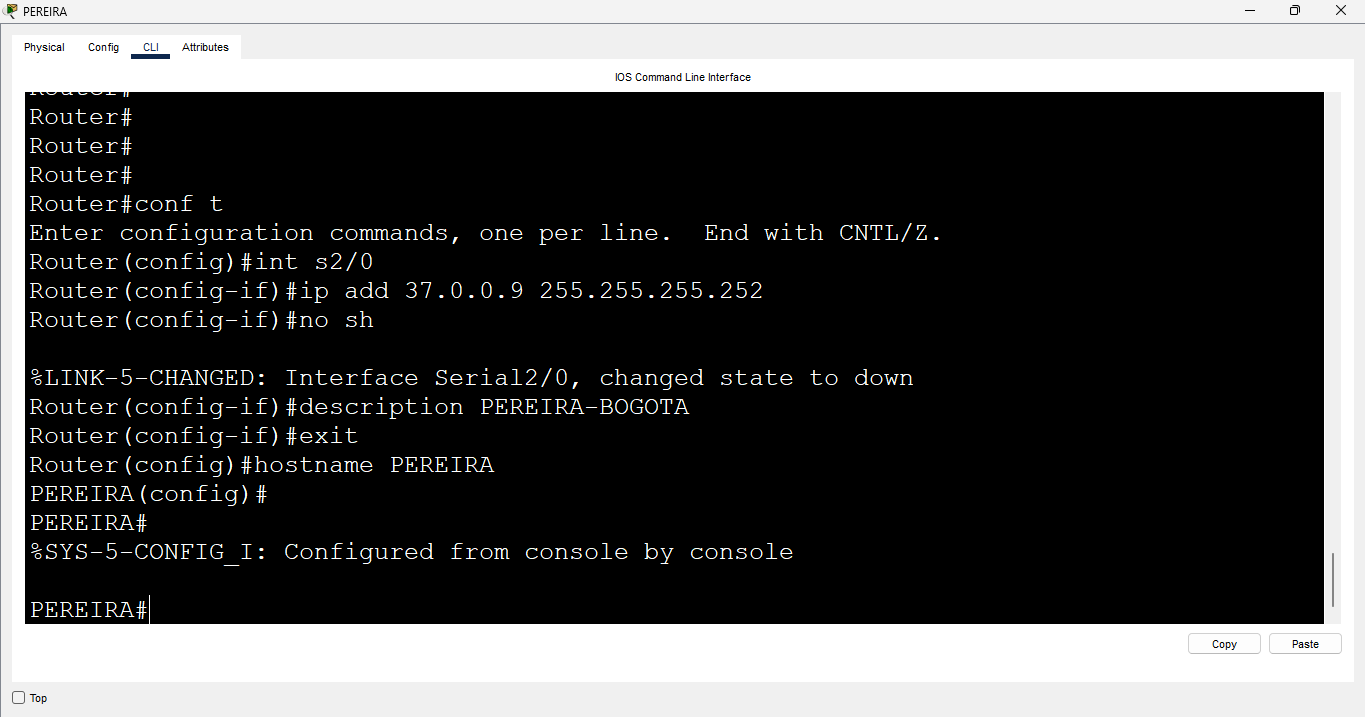 PEREIRA
Physical Config CLI Attributes
IOS Command Line Interface
Router#
Router#
Router#
Router#
Router#conf t
Enter configuration commands, one per line.  End with CNTL/Z.
Router(config)#int s2/0
Router(config-if)#ip add 37.0.0.9 255.255.255.252
Router(config-if)#no sh
%LINK-5-CHANGED: Interface Serial2/0, changed state to down
Router(config-if)#description PEREIRA-BOGOTA
Router(config-if)#exit
Router(config)#hostname PEREIRA
PEREIRA(config)#
PEREIRA#
%SYS-5-CONFIG_I: Configured from console by console
PEREIRA#
Copy Paste
Top